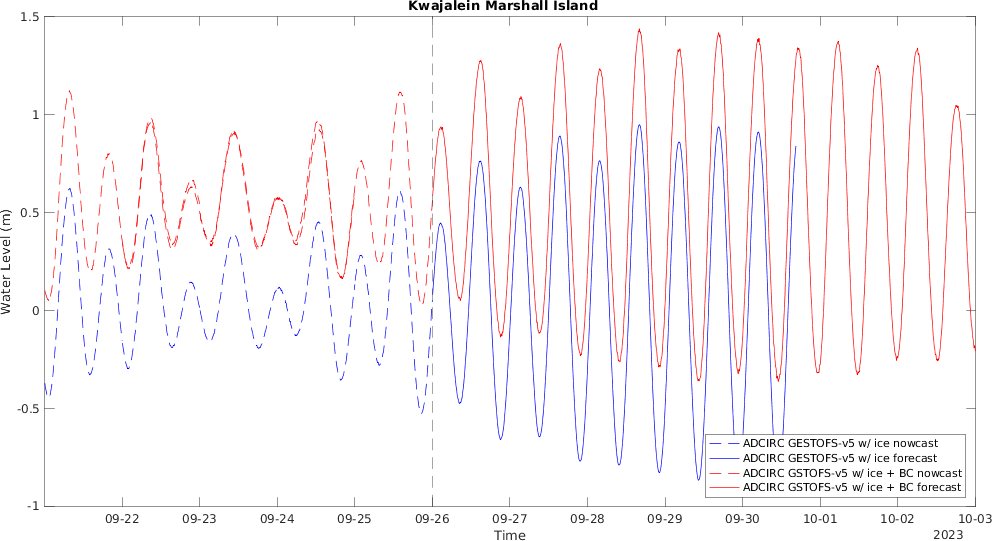 Kwajalein Marshall Island
1.5
1
0.5
0
-0.5
-1
Water Level (m)
ADCIRC GESTOFS-v5 w/ ice nowcast
ADCIRC GESTOFS-v5 w/ ice forecast
ADCIRC GSTOFS-v5 w/ ice + BC nowcast
ADCIRC GSTOFS-v5 w/ ice + BC forecast
09-22 09-23 09-24 09-25 09-26 09-27 09-28 09-29 09-30 10-01 10-02 10-03
Time
2023